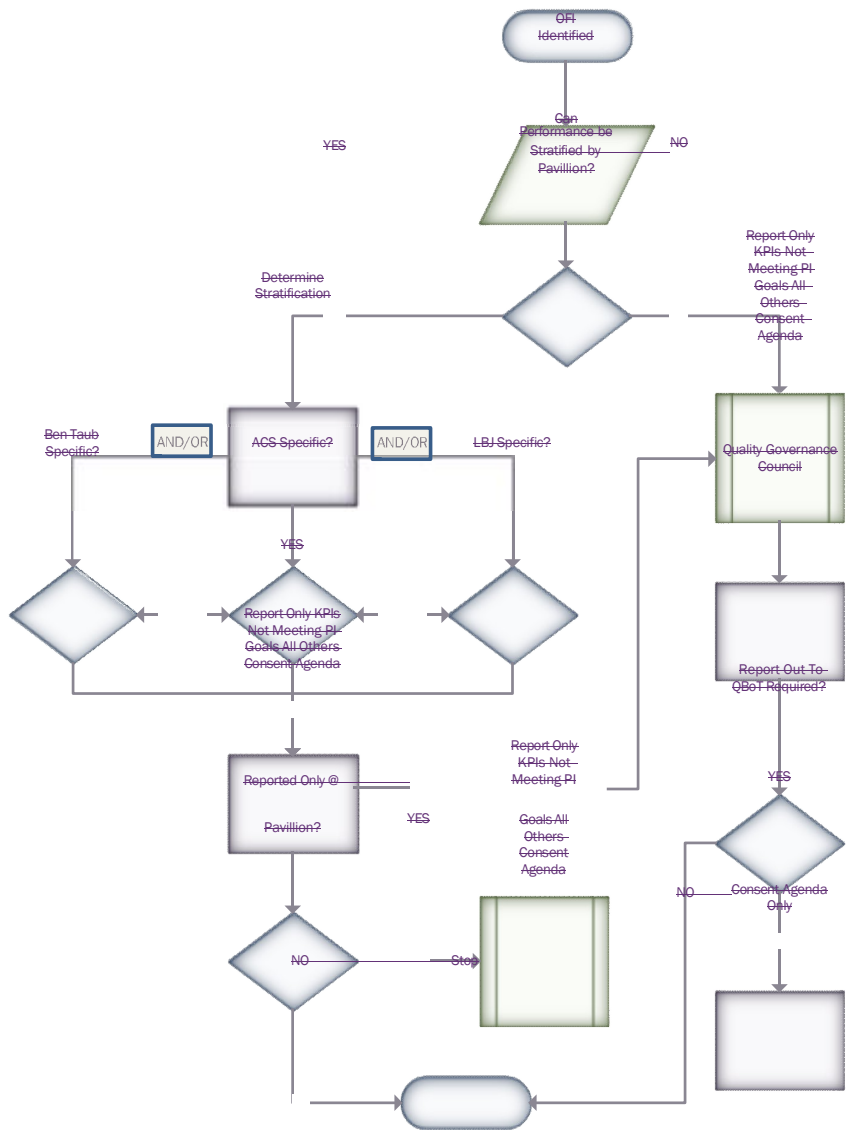 OFI
Identified
Can
Performance be
Stratified by
Pavillion?
YES
NO
Report Only
KPIs Not
Meeting PI
Goals All
Others
Consent
Agenda
Determine
Stratification
Ben Taub
Specific?
AND/OR
ACS Specific?
AND/OR
LBJ Specific?
Quality Governance
Council
YES
Report Only KPIs
Not Meeting PI
Goals All Others
Consent Agenda
Report Out To
QBoT Required?
Report Only
KPIs Not
Meeting PI
Reported Only @
Pavillion?
YES
YES
Goals All
Others
Consent
Agenda
NO
Consent Agenda
Only
NO
Stop